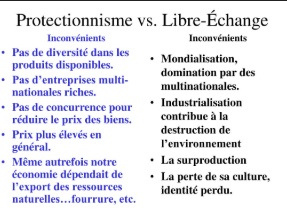 Protectionnisme vs. Libre-Échange
Inconvénients
• Pas de diversité dans les
produits disponibles.
• Pas d'entreprises multi-
nationales riches.
• Pas de concurrence pour
réduire le prix des biens.
• Prix plus élevés en
général.
• Même autrefois notre
économie dépendait de
l'export des ressources
naturelles…fourrure, etc.
Inconvénients
• Mondialisation,
domination par des
multinationales.
• Industrialisation
contribue à la
destruction de
l'environnement
• La surproduction
• La perte de sa culture,
identité perdu.